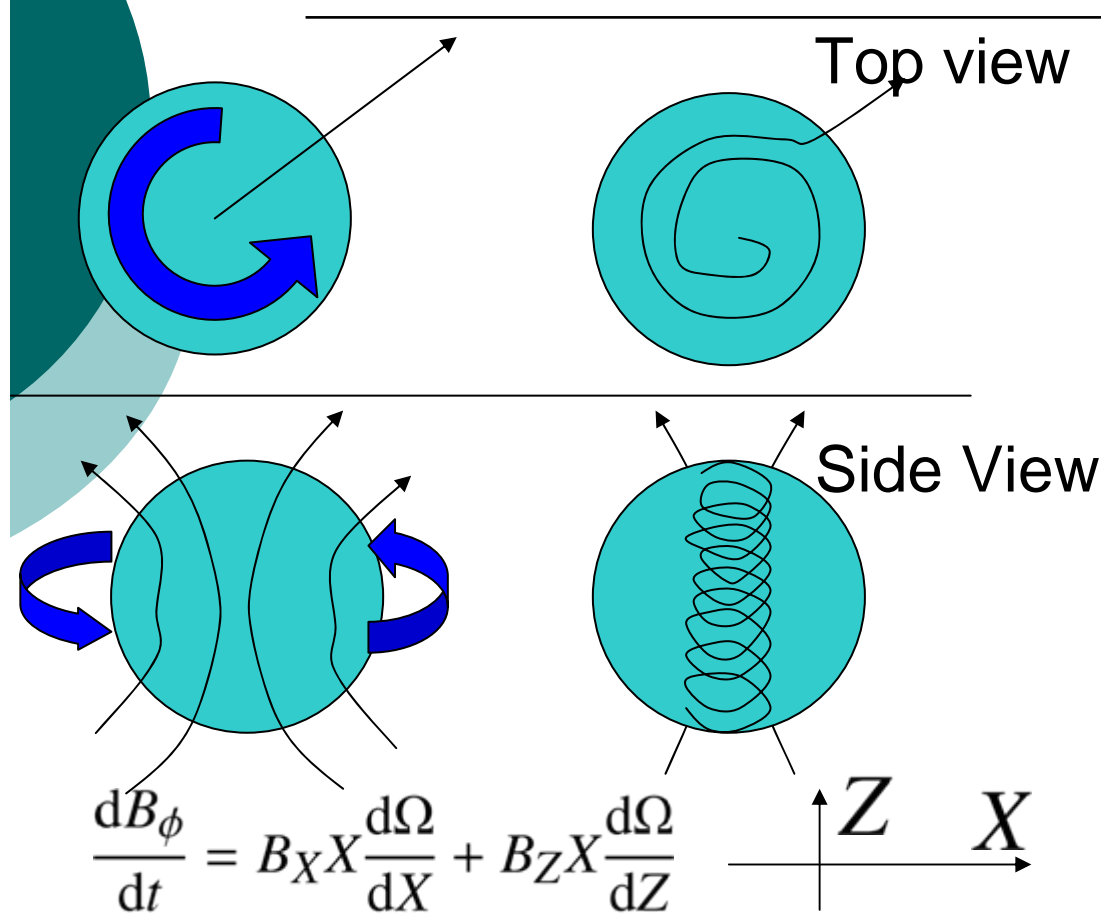 Top view
Side View
dB_ϕ/dt = B_X X dΩ/dX + B_Z X dΩ/dZ
Z
X